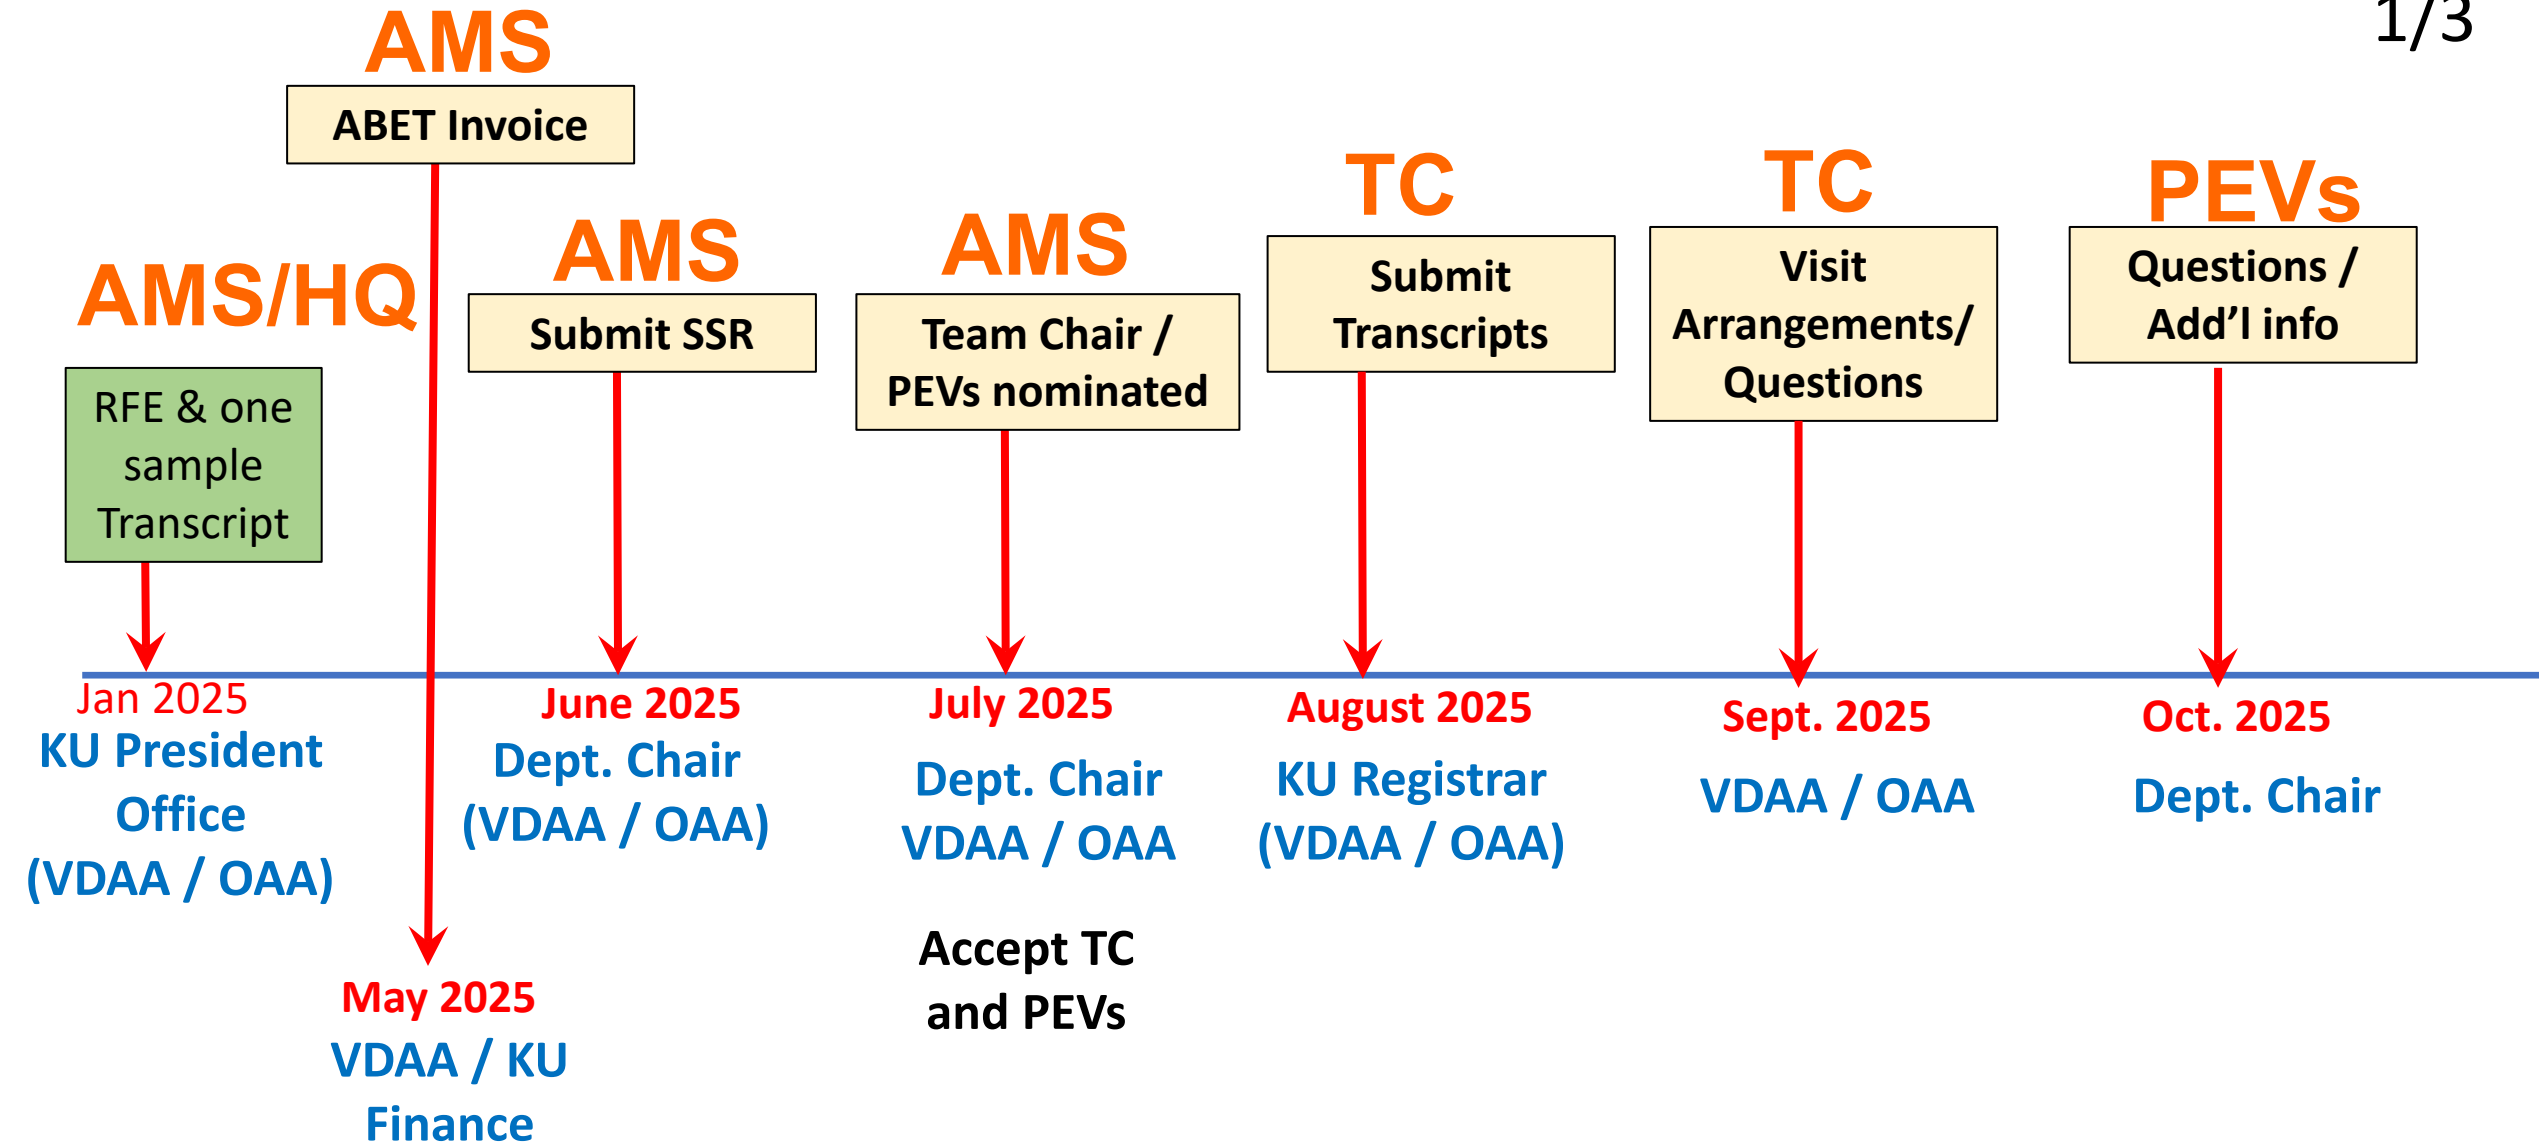 1/3
AMS
ABET Invoice
AMS/HQ
RFE & one
sample
Transcript
AMS
Submit SSR
AMS
Team Chair /
PEVs nominated
TC
Submit
Transcripts
TC
Visit
Arrangements/
Questions
PEVs
Questions /
Add’l info
Jan 2025
KU President
Office
(VDAA / OAA)
May 2025
VDAA / KU
Finance
June 2025
Dept. Chair
(VDAA / OAA)
July 2025
Dept. Chair
VDAA / OAA
Accept TC
and PEVs
August 2025
KU Registrar
(VDAA / OAA)
Sept. 2025
VDAA / OAA
Oct. 2025
Dept. Chair